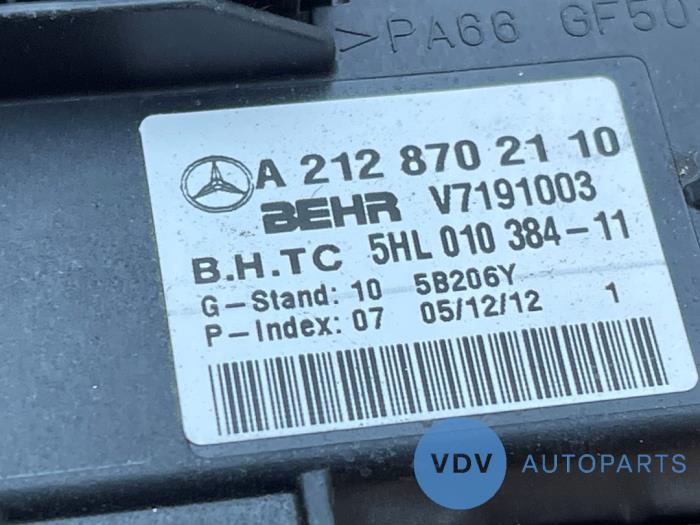 >PA66 GF50
A 212 870 21 10
BEHR V7191003
B.H.TC 5HL 010 384-11
G-Stand: 10 5B206Y
P-Index: 07 05/12/12 1
VDV AUTOPARTS